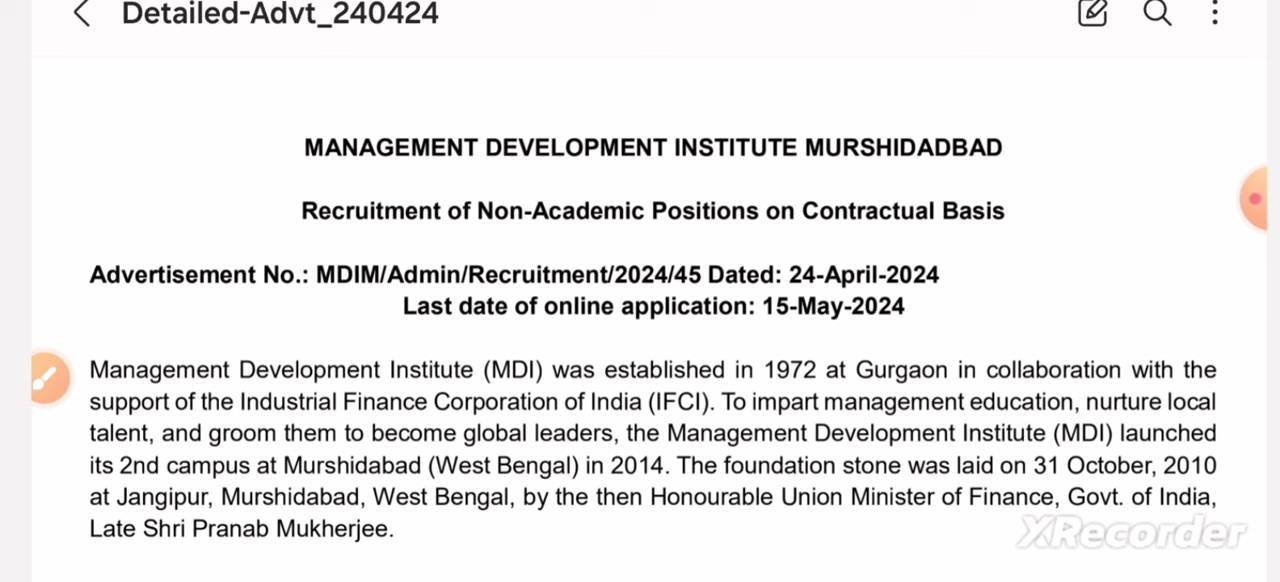 Detailed-Advt_240424
MANAGEMENT DEVELOPMENT INSTITUTE MURSHIDADBAD
Recruitment of Non-Academic Positions on Contractual Basis
Advertisement No.: MDIM/Admin/Recruitment/2024/45 Dated: 24-April-2024
Last date of online application: 15-May-2024
Management Development Institute (MDI) was established in 1972 at Gurgaon in collaboration with the
support of the Industrial Finance Corporation of India (IFCI). To impart management education, nurture local
talent, and groom them to become global leaders, the Management Development Institute (MDI) launched
its 2nd campus at Murshidabad (West Bengal) in 2014. The foundation stone was laid on 31 October, 2010
at Jangipur, Murshidabad, West Bengal, by the then Honourable Union Minister of Finance, Govt. of India,
Late Shri Pranab Mukherjee.
XRecorder